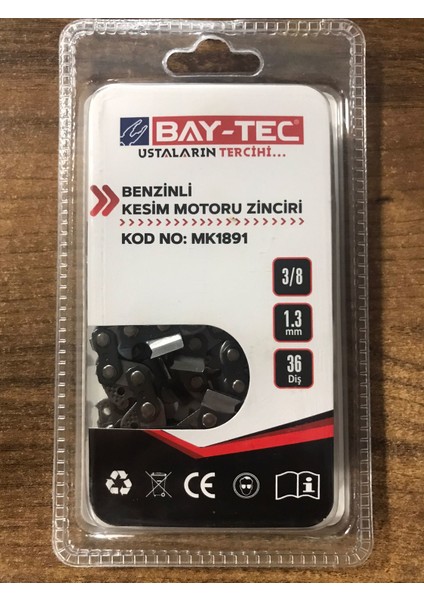 BAY-TEC®
USTALARIN TERCİHİ...
BENZİNLİ
KESİM MOTORU ZİNCİRİ
KOD NO: MK1891
3/8
1.3
mm
36
Diş
CE
i